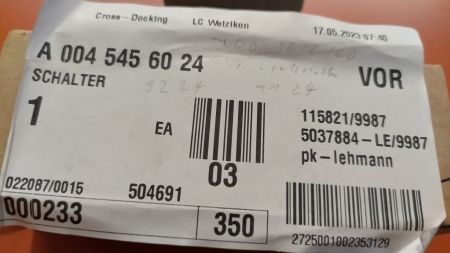 Cross-Docking LC Wetzikon 17.05.2023 07:40
A 004 545 60 24 VOR
SCHALTER
1 EA
03
115821/9987
5037884-LE/9987
pk-lehmann
022087/0015 504691
000233 350
2725001002353129